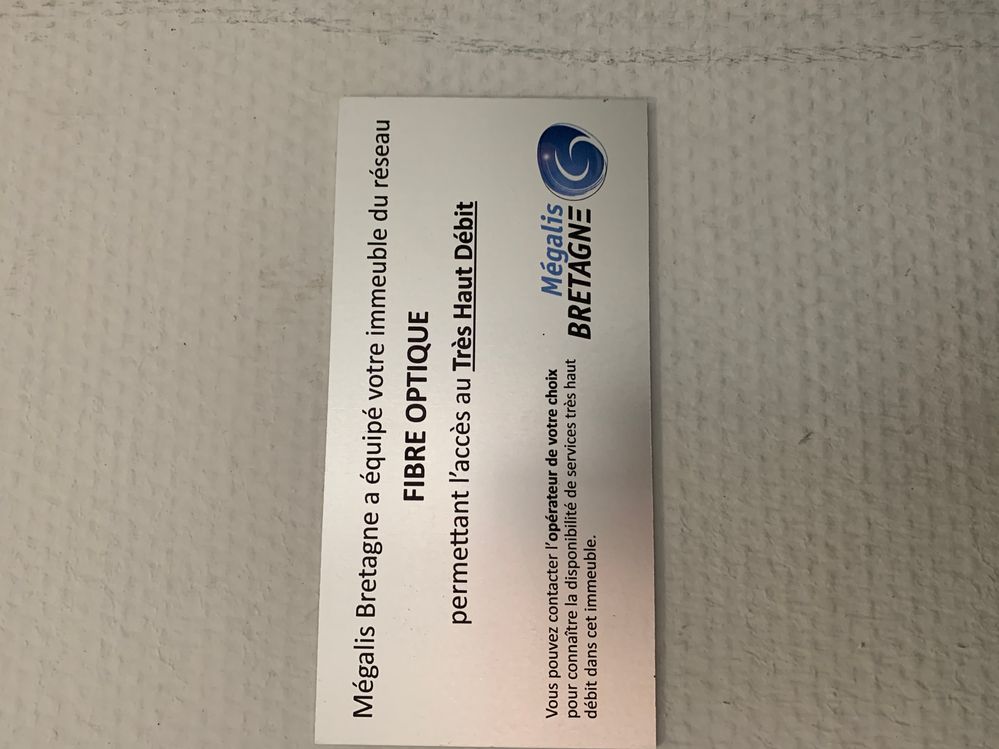 Mégalis Bretagne a équipé votre immeuble du réseau
FIBRE OPTIQUE
permettant l'accès au Très Haut Débit
Vous pouvez contacter l'opérateur de votre choix
pour connaître la disponibilité de services très haut
débit dans cet immeuble.
Mégalis
BRETAGNE